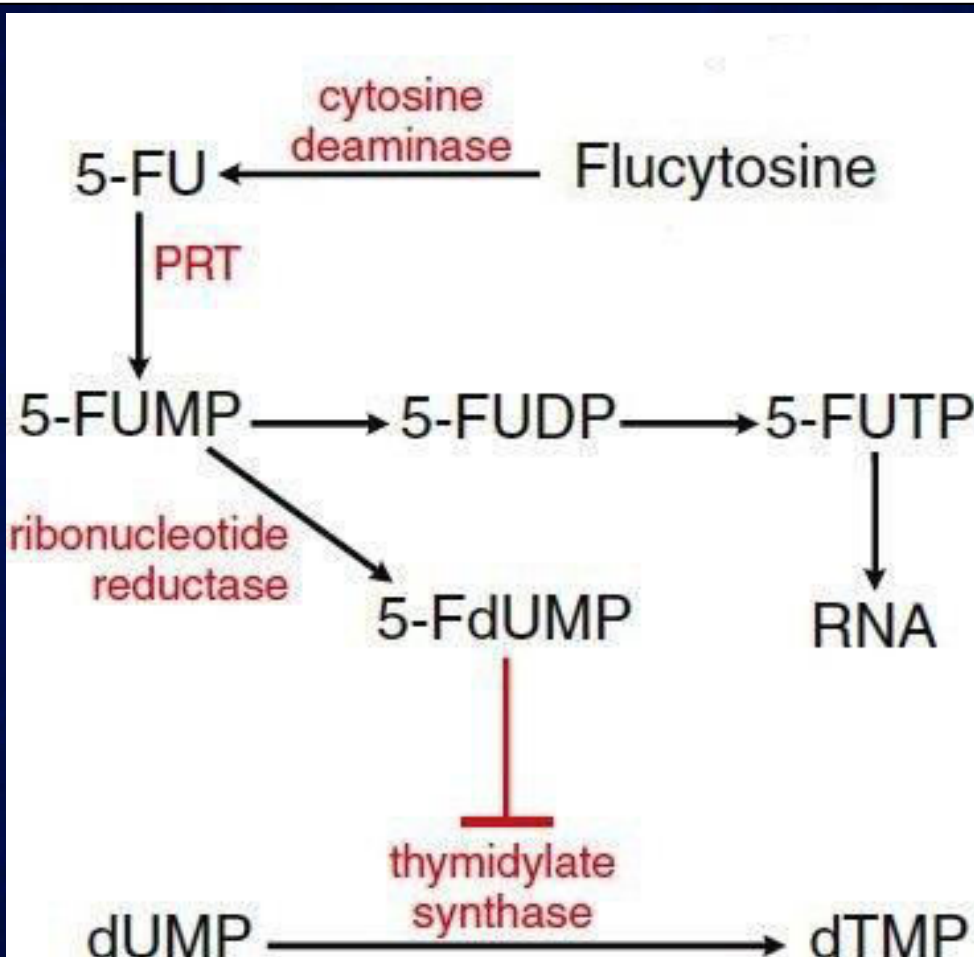 cytosine
deaminase
5-FU
Flucytosine
PRT
5-FUMP
5-FUDP
5-FUTP
ribonucleotide
reductase
5-FdUMP
RNA
thymidylate
synthase
dUMP
dTMP